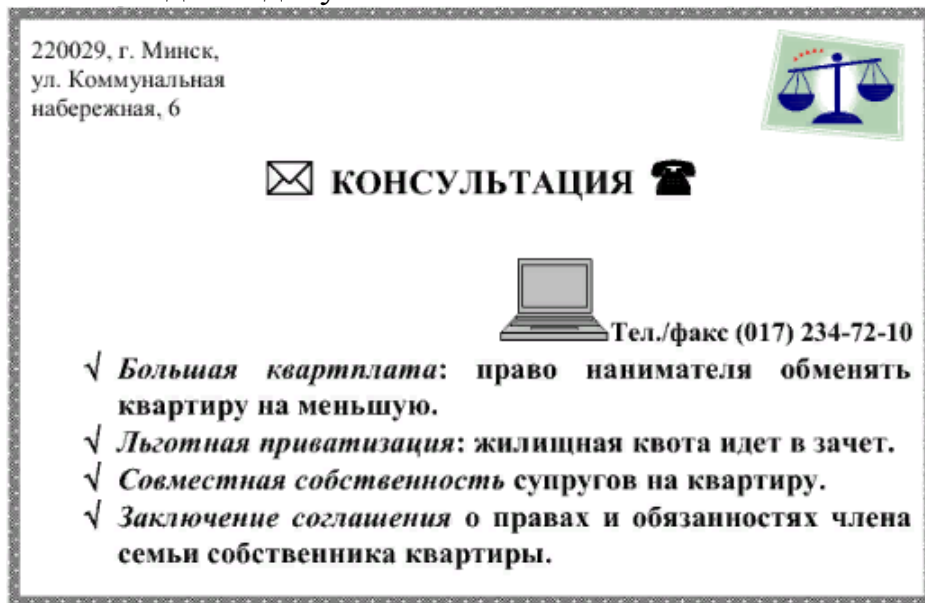 220029, г. Минск,
ул. Коммунальная
набережная, 6
КОНСУЛЬТАЦИЯ
Тел./факс (017) 234-72-10
√ Большая квартплата: право нанимателя обменять
квартиру на меньшую.
√ Льготная приватизация: жилищная квота идет в зачет.
√ Совместная собственность супругов на квартиру.
√ Заключение соглашения о правах и обязанностях члена
семьи собственника квартиры.